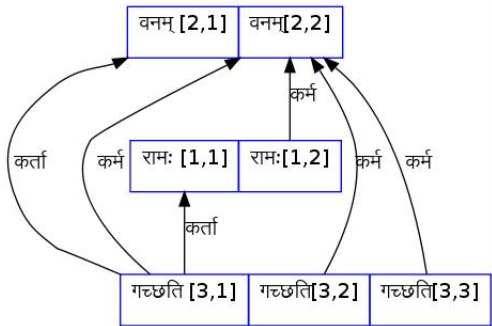 वनम् [2,1] वनम्[2,2]
कर्म
कर्ता कर्म रामः [1,1] रामः[1,2] कर्म कर्म
कर्ता
गच्छति [3,1] गच्छति[3,2] गच्छति[3,3]